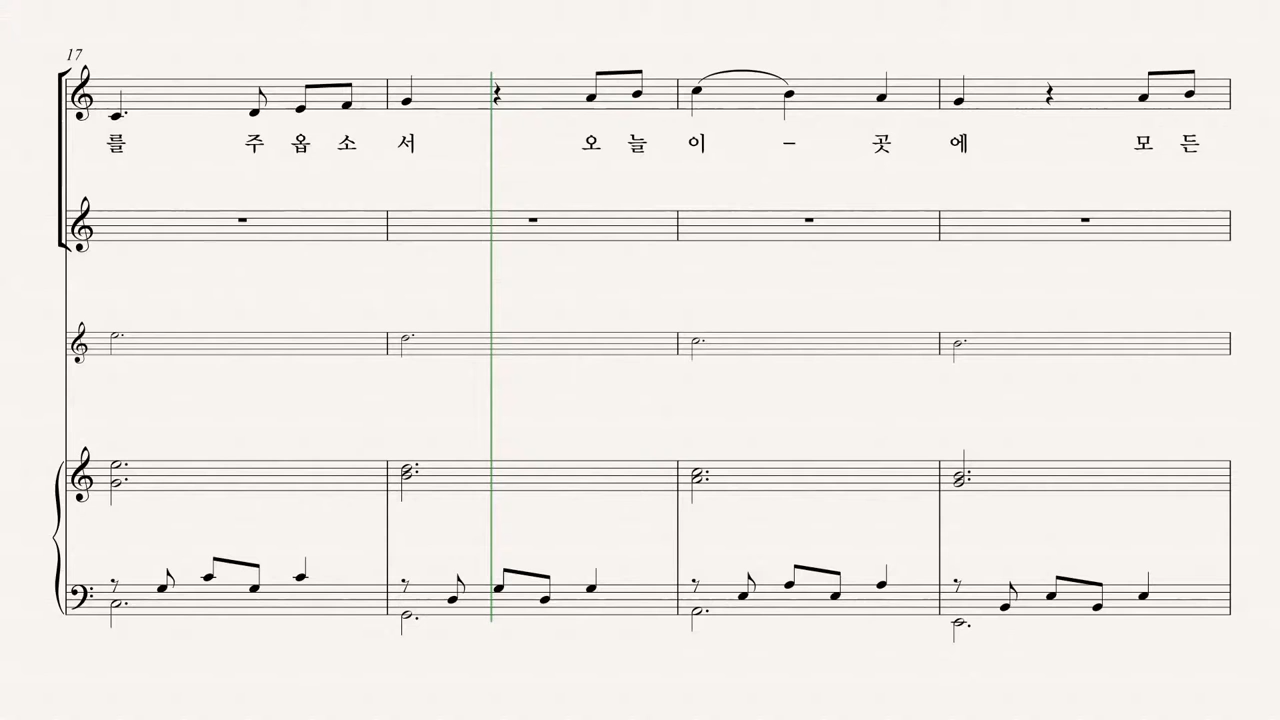 17
를 주 옵 소 서 오 늘 이 – 곳 에 모 든